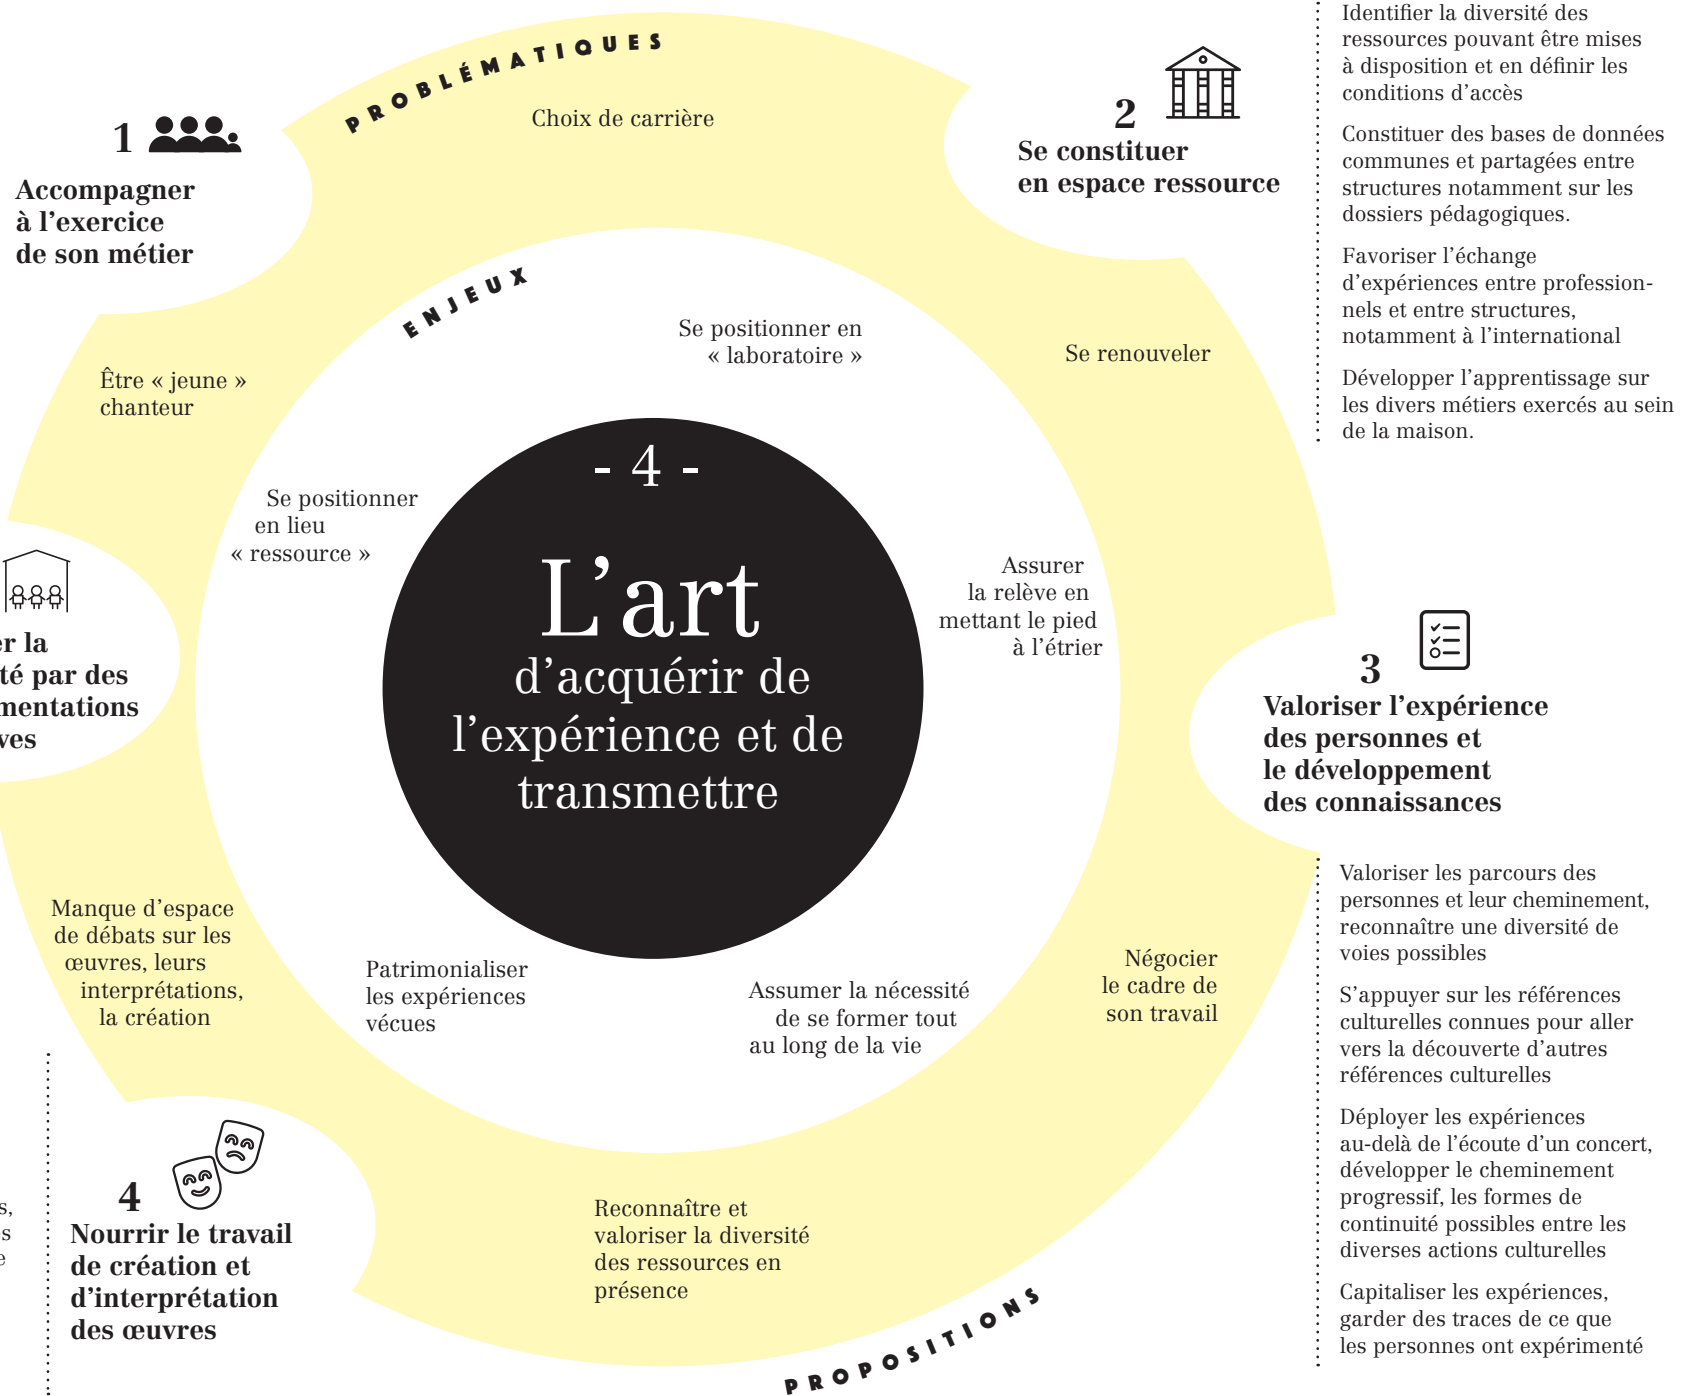 PROBLÉMATIQUES
Choix de carrière
1
Accompagner
à l'exercice
de son métier
2
Se constituer
en espace ressource
Identifier la diversité des
ressources pouvant être mises
à disposition et en définir les
conditions d'accès
Constituer des bases de données
communes et partagées entre
structures notamment sur les
dossiers pédagogiques.
Favoriser l'échange
d'expériences entre profession-
nels et entre structures,
notamment à l'international
Développer l'apprentissage sur
les divers métiers exercés au sein
de la maison.
ENJEUX
Se positionner en
« laboratoire »
Se renouveler
Être « jeune »
chanteur
Se positionner
en lieu
« ressource »
- 4 -
L'art
d'acquérir de
l'expérience et de
transmettre
Assurer
la relève en
mettant le pied
à l'étrier
er la
té par des
mentations
ves
3
Valoriser l'expérience
des personnes et
le développement
des connaissances
Valoriser les parcours des
personnes et leur cheminement,
reconnaître une diversité de
voies possibles
S'appuyer sur les références
culturelles connues pour aller
vers la découverte d'autres
références culturelles
Déployer les expériences
au-delà de l'écoute d'un concert,
développer le cheminement
progressif, les formes de
continuité possibles entre les
diverses actions culturelles
Capitaliser les expériences,
garder des traces de ce que
les personnes ont expérimenté
Manque d'espace
de débats sur les
œuvres, leurs
interprétations,
la création
Patrimonialiser
les expériences
vécues
Assumer la nécessité
de se former tout
au long de la vie
Négocier
le cadre de
son travail
4
Nourrir le travail
de création et
d'interprétation
des œuvres
Reconnaître et
valoriser la diversité
des ressources en
présence
PROPOSITIONS